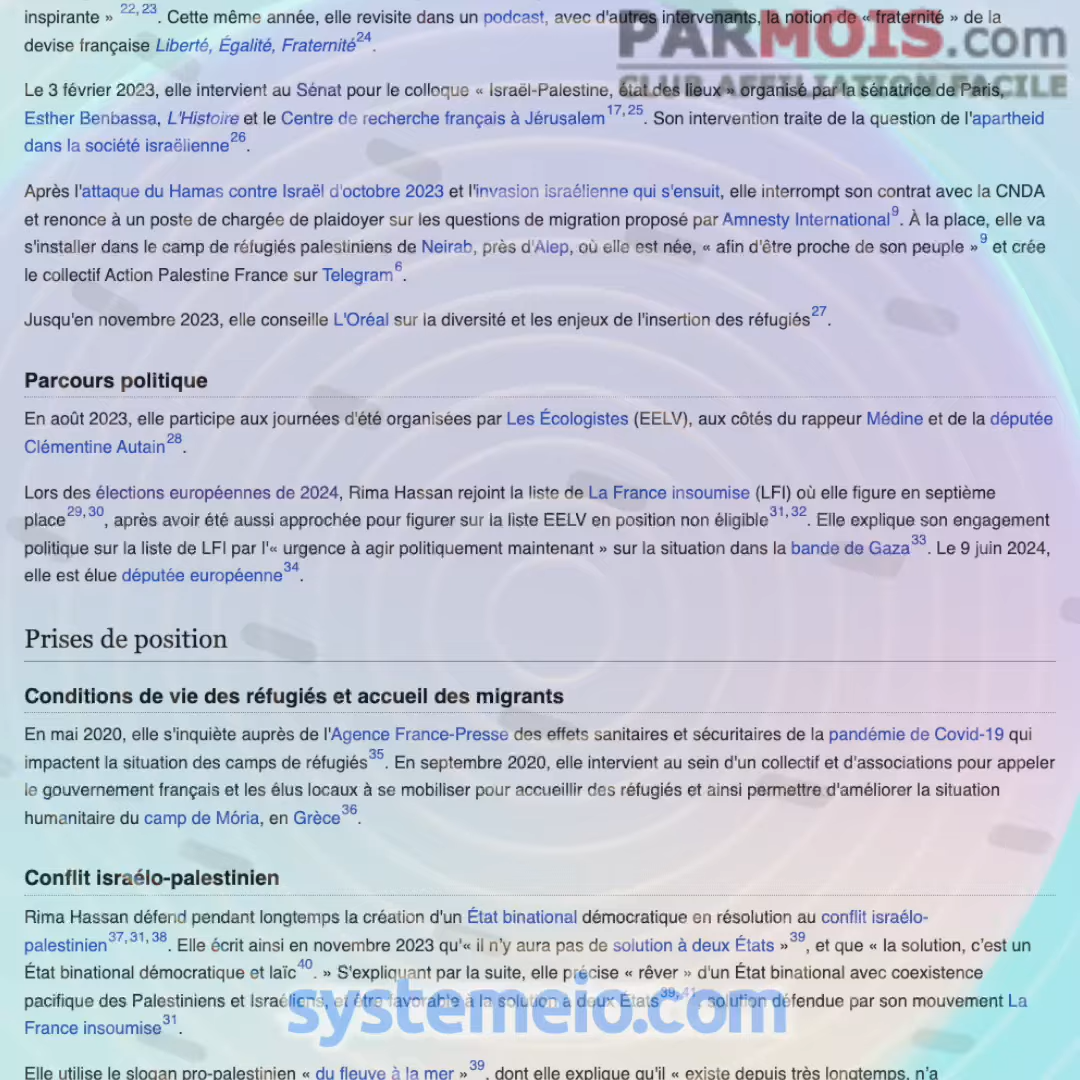 inspirante » 22, 23. Cette même année, elle revisite dans un podcast, avec d'autres intervenants, la notion de « fraternité » de la
devise française Liberté, Égalité, Fraternité24.
PARMOIS.com
CLUB AFFILIATION FACILE
Le 3 février 2023, elle intervient au Sénat pour le colloque « Israël-Palestine, état des lieux » organisé par la sénatrice de Paris,
Esther Benbassa, L'Histoire et le Centre de recherche français à Jérusalem17, 25. Son intervention traite de la question de l'apartheid
dans la société israëlienne26.
Après l'attaque du Hamas contre Israël d'octobre 2023 et l'invasion israélienne qui s'ensuit, elle interrompt son contrat avec la CNDA
et renonce à un poste de chargée de plaidoyer sur les questions de migration proposé par Amnesty International9. À la place, elle va
s'installer dans le camp de réfugiés palestiniens de Neirab, près d'Alep, où elle est née, « afin d'être proche de son peuple »9 et crée
le collectif Action Palestine France sur Telegram6.
Jusqu'en novembre 2023, elle conseille L'Oréal sur la diversité et les enjeux de l'insertion des réfugiés27.
Parcours politique
En août 2023, elle participe aux journées d'été organisées par Les Écologistes (EELV), aux côtés du rappeur Médine et de la députée
Clémentine Autain28.
Lors des élections européennes de 2024, Rima Hassan rejoint la liste de La France insoumise (LFI) où elle figure en septième
place29, 30, après avoir été aussi approchée pour figurer sur la liste EELV en position non éligible31, 32. Elle explique son engagement
politique sur la liste de LFI par l'« urgence à agir politiquement maintenant » sur la situation dans la bande de Gaza33. Le 9 juin 2024,
elle est élue députée européenne34.
Prises de position
Conditions de vie des réfugiés et accueil des migrants
En mai 2020, elle s'inquiète auprès de l'Agence France-Presse des effets sanitaires et sécuritaires de la pandémie de Covid-19 qui
impactent la situation des camps de réfugiés35. En septembre 2020, elle intervient au sein d'un collectif et d'associations pour appeler
le gouvernement français et les élus locaux à se mobiliser pour accueillir des réfugiés et ainsi permettre d'améliorer la situation
humanitaire du camp de Mória, en Grèce36.
Conflit israélo-palestinien
Rima Hassan défend pendant longtemps la création d'un État binational démocratique en résolution au conflit israélo-
palestinien37, 31, 38. Elle écrit ainsi en novembre 2023 qu'« il n'y aura pas de solution à deux États »39, et que « la solution, c'est un
État binational démocratique et laïc40. » S'expliquant par la suite, elle précise « rêver » d'un État binational avec coexistence
pacifique des Palestiniens et Israéliens, et être favorable à la solution à deux États39, 41, solution défendue par son mouvement La
France insoumise31.
systemeio.com
Elle utilise le slogan pro-palestinien « du fleuve à la mer »39, dont elle explique qu'il « existe depuis très longtemps, n'a